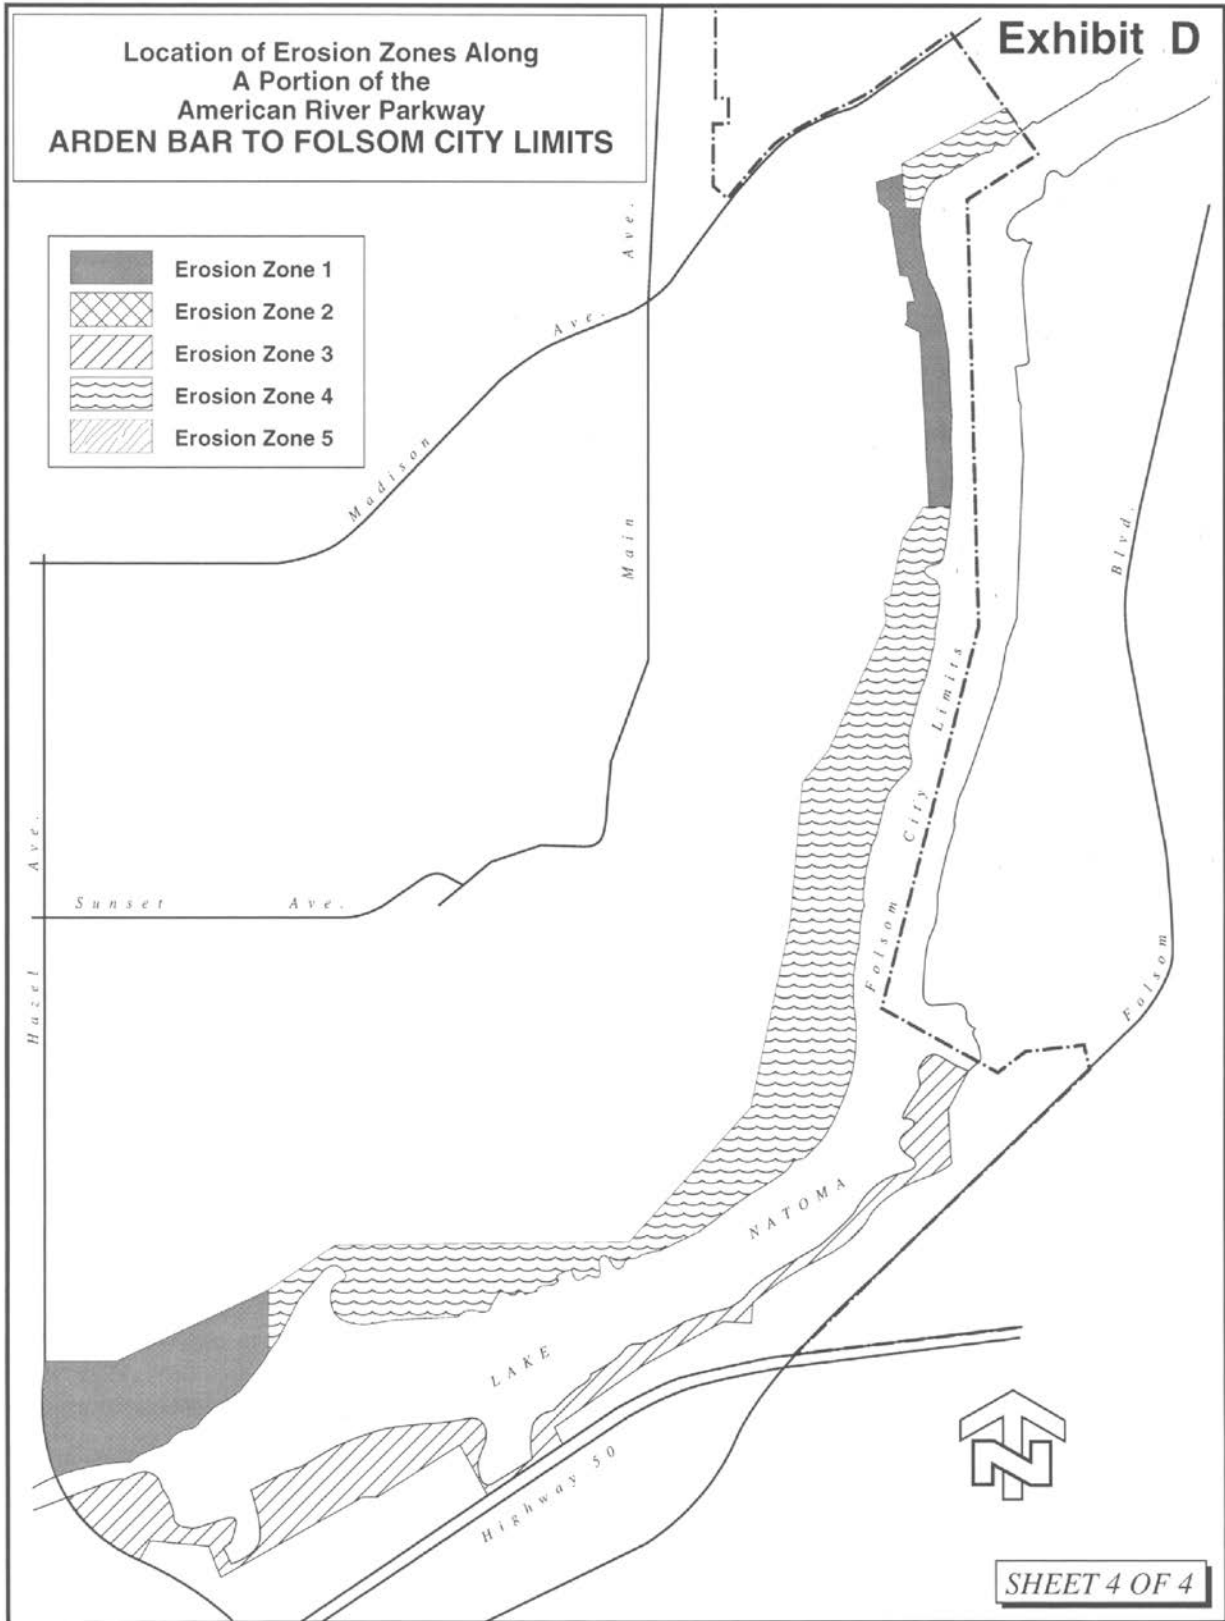 Exhibit D
Location of Erosion Zones Along
A Portion of the
American River Parkway
ARDEN BAR TO FOLSOM CITY LIMITS
Erosion Zone 1
Erosion Zone 2
Erosion Zone 3
Erosion Zone 4
Erosion Zone 5
Madison Ave.
Main Ave.
Hazel Ave.
Sunset Ave.
Folsom Blvd.
Folsom City Limits
LAKE NATOMA
Highway 50
N
SHEET 4 OF 4